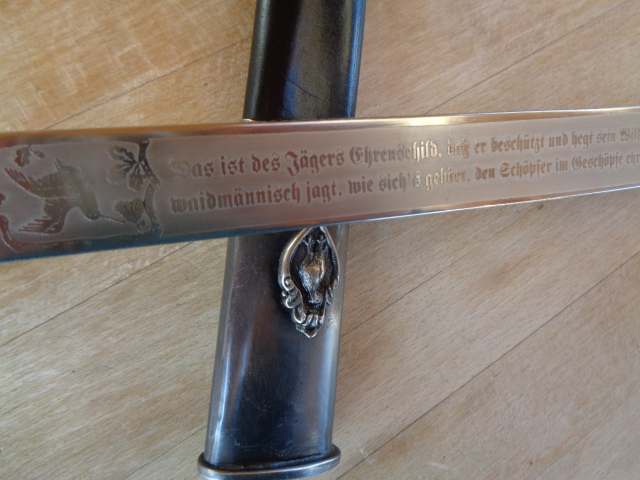 Das ist des Jägers Ehrenschild, daß er beschützt und hegt sein
waidmännisch jagt, wie sich's gehört, den Schöpfer im Geschöpfe